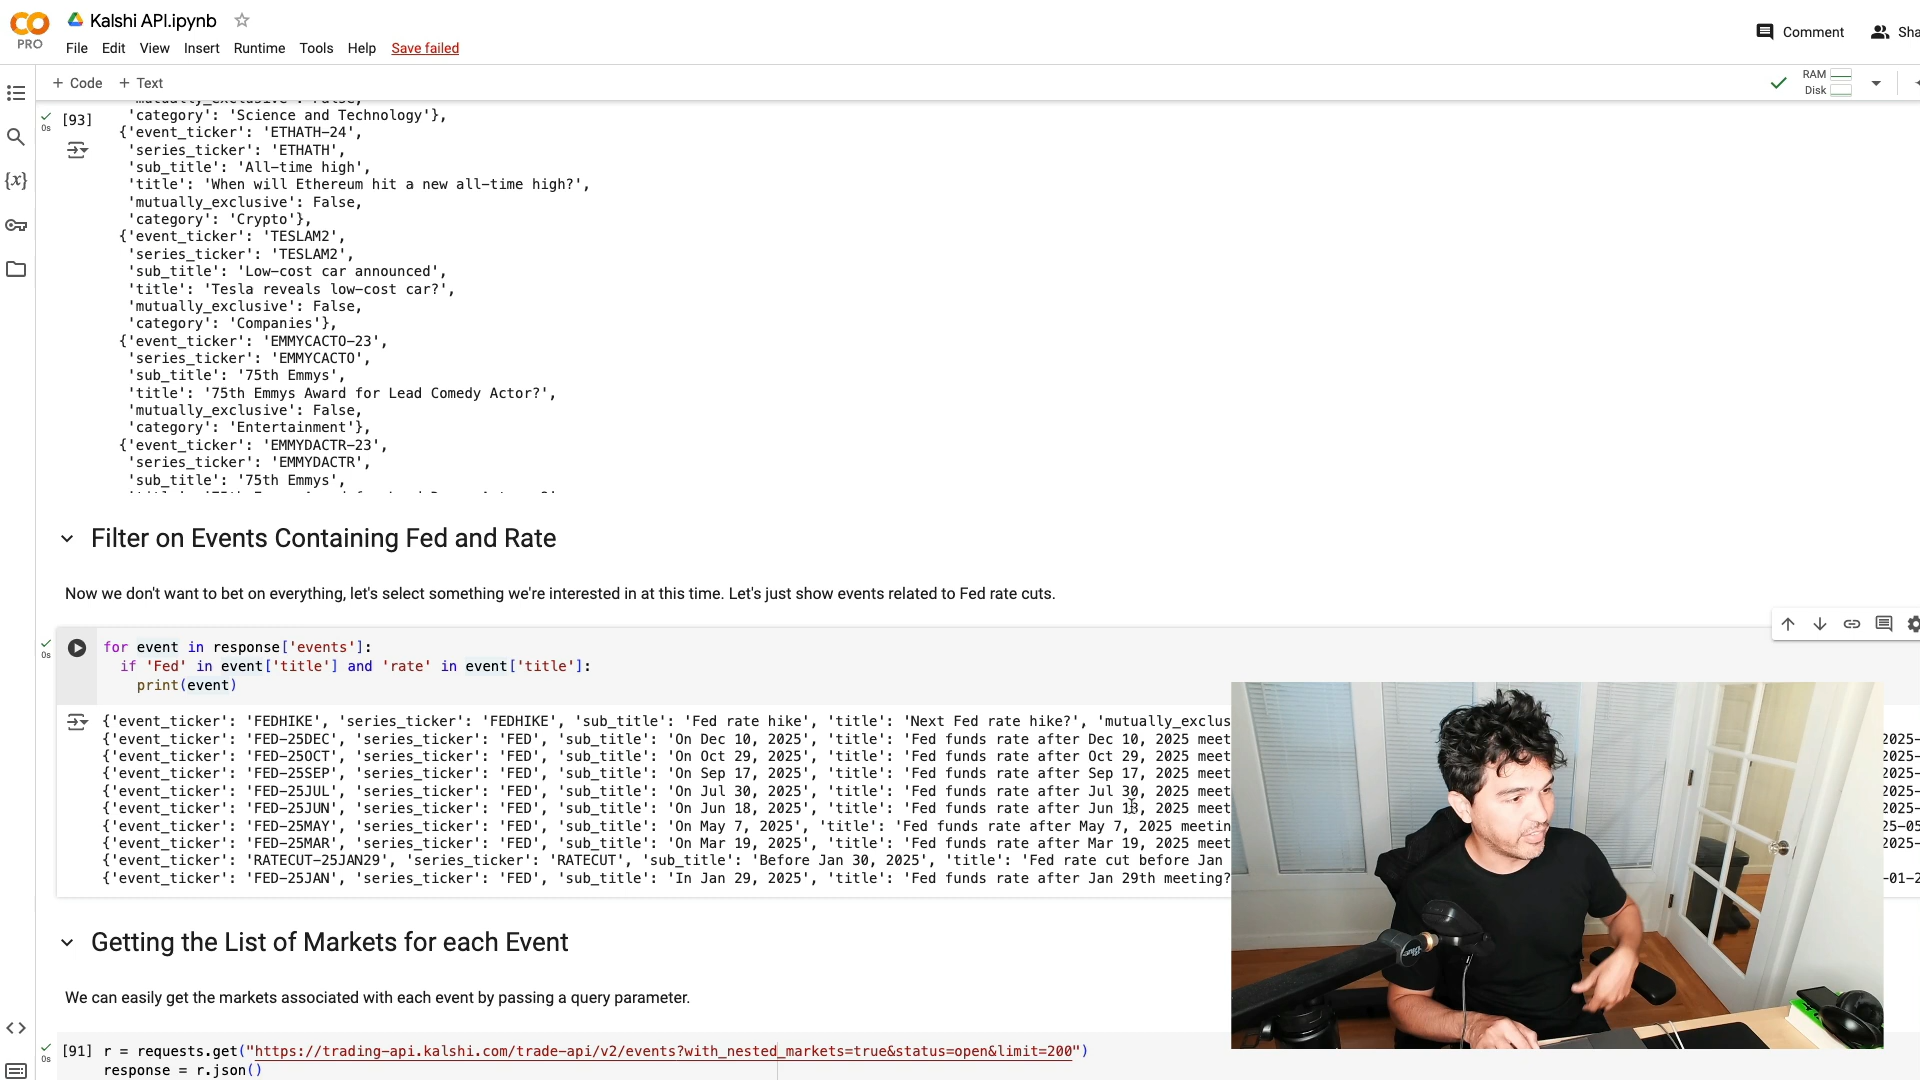 Kalshi API.ipynb
PRO
File Edit View Insert Runtime Tools Help Save failed
Comment
+ Code + Text
RAM
Disk
[93]
0s
'category': 'Science and Technology'},
{'event_ticker': 'ETHATH-24',
'series_ticker': 'ETHATH',
'sub_title': 'All-time high',
'title': 'When will Ethereum hit a new all-time high?',
'mutually_exclusive': False,
'category': 'Crypto'},
{'event_ticker': 'TESLAM2',
'series_ticker': 'TESLAM2',
'sub_title': 'Low-cost car announced',
'title': 'Tesla reveals low-cost car?',
'mutually_exclusive': False,
'category': 'Companies'},
{'event_ticker': 'EMMYCACTO-23',
'series_ticker': 'EMMYCACTO',
'sub_title': '75th Emmys',
'title': '75th Emmys Award for Lead Comedy Actor?',
'mutually_exclusive': False,
'category': 'Entertainment'},
{'event_ticker': 'EMMYDACTR-23',
'series_ticker': 'EMMYDACTR',
'sub_title': '75th Emmys',
Filter on Events Containing Fed and Rate
Now we don't want to bet on everything, let's select something we're interested in at this time. Let's just show events related to Fed rate cuts.
0s
for event in response['events']:
if 'Fed' in event['title'] and 'rate' in event['title']:
print(event)
{'event_ticker': 'FEDHIKE', 'series_ticker': 'FEDHIKE', 'sub_title': 'Fed rate hike', 'title': 'Next Fed rate hike?', 'mutually_exclus
{'event_ticker': 'FED-25DEC', 'series_ticker': 'FED', 'sub_title': 'On Dec 10, 2025', 'title': 'Fed funds rate after Dec 10, 2025 meet 2025-
{'event_ticker': 'FED-25OCT', 'series_ticker': 'FED', 'sub_title': 'On Oct 29, 2025', 'title': 'Fed funds rate after Oct 29, 2025 meet 2025-
{'event_ticker': 'FED-25SEP', 'series_ticker': 'FED', 'sub_title': 'On Sep 17, 2025', 'title': 'Fed funds rate after Sep 17, 2025 meet 2025-
{'event_ticker': 'FED-25JUL', 'series_ticker': 'FED', 'sub_title': 'On Jul 30, 2025', 'title': 'Fed funds rate after Jul 30, 2025 meet 2025-
{'event_ticker': 'FED-25JUN', 'series_ticker': 'FED', 'sub_title': 'On Jun 18, 2025', 'title': 'Fed funds rate after Jun 18, 2025 meet 2025-
{'event_ticker': 'FED-25MAY', 'series_ticker': 'FED', 'sub_title': 'On May 7, 2025', 'title': 'Fed funds rate after May 7, 2025 meetin 25-05
{'event_ticker': 'FED-25MAR', 'series_ticker': 'FED', 'sub_title': 'On Mar 19, 2025', 'title': 'Fed funds rate after Mar 19, 2025 meet 2025-
{'event_ticker': 'RATECUT-25JAN29', 'series_ticker': 'RATECUT', 'sub_title': 'Before Jan 30, 2025', 'title': 'Fed rate cut before Jan
{'event_ticker': 'FED-25JAN', 'series_ticker': 'FED', 'sub_title': 'In Jan 29, 2025', 'title': 'Fed funds rate after Jan 29th meeting? -01-2
Getting the List of Markets for each Event
We can easily get the markets associated with each event by passing a query parameter.
0s
[91] r = requests.get("https://trading-api.kalshi.com/trade-api/v2/events?with_nested_markets=true&status=open&limit=200")
response = r.json()